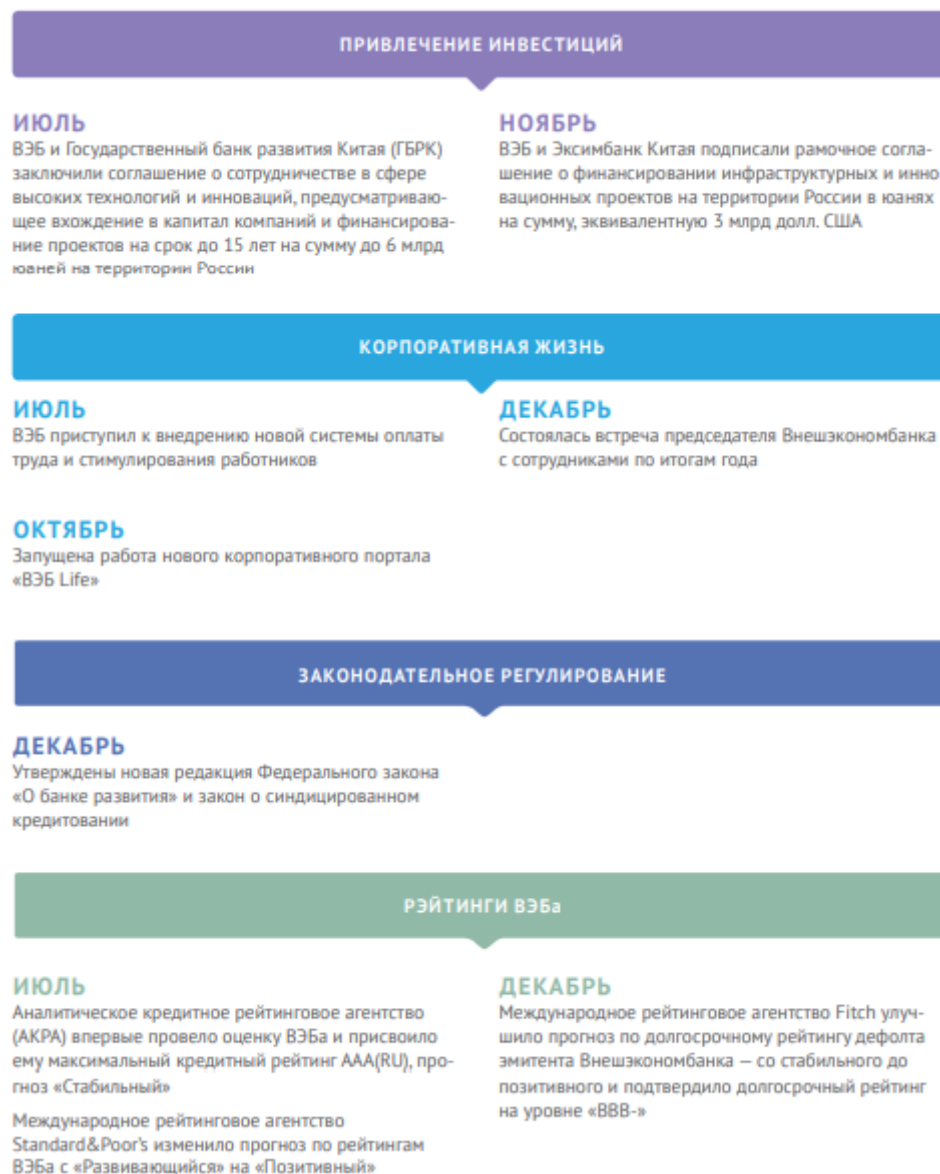 ПРИВЛЕЧЕНИЕ ИНВЕСТИЦИЙ
ИЮЛЬ
ВЭБ и Государственный банк развития Китая (ГБРК)
заключили соглашение о сотрудничестве в сфере
высоких технологий и инноваций, предусматриваю-
щее вхождение в капитал компаний и финансирова-
ние проектов на срок до 15 лет на сумму до 6 млрд
юаней на территории России
НОЯБРЬ
ВЭБ и Эксимбанк Китая подписали рамочное согла-
шение о финансировании инфраструктурных и инно
вационных проектов на территории России в юанях
на сумму, эквивалентную 3 млрд долл. США
КОРПОРАТИВНАЯ ЖИЗНЬ
ИЮЛЬ
ВЭБ приступил к внедрению новой системы оплаты
труда и стимулирования работников
ДЕКАБРЬ
Состоялась встреча председателя Внешэкономбанка
с сотрудниками по итогам года
ОКТЯБРЬ
Запущена работа нового корпоративного портала
«ВЭБ Life»
ЗАКОНОДАТЕЛЬНОЕ РЕГУЛИРОВАНИЕ
ДЕКАБРЬ
Утверждены новая редакция Федерального закона
«О банке развития» и закон о синдицированном
кредитовании
РЭЙТИНГИ ВЭБа
ИЮЛЬ
Аналитическое кредитное рейтинговое агентство
(АКРА) впервые провело оценку ВЭБа и присвоило
ему максимальный кредитный рейтинг AAA(RU), про-
гноз «Стабильный»
Международное рейтинговое агентство
Standard&Poor's изменило прогноз по рейтингам
ВЭБа с «Развивающийся» на «Позитивный»
ДЕКАБРЬ
Международное рейтинговое агентство Fitch улуч-
шило прогноз по долгосрочному рейтингу дефолта
эмитента Внешэкономбанка — со стабильного до
позитивного и подтвердило долгосрочный рейтинг
на уровне «BBB-»